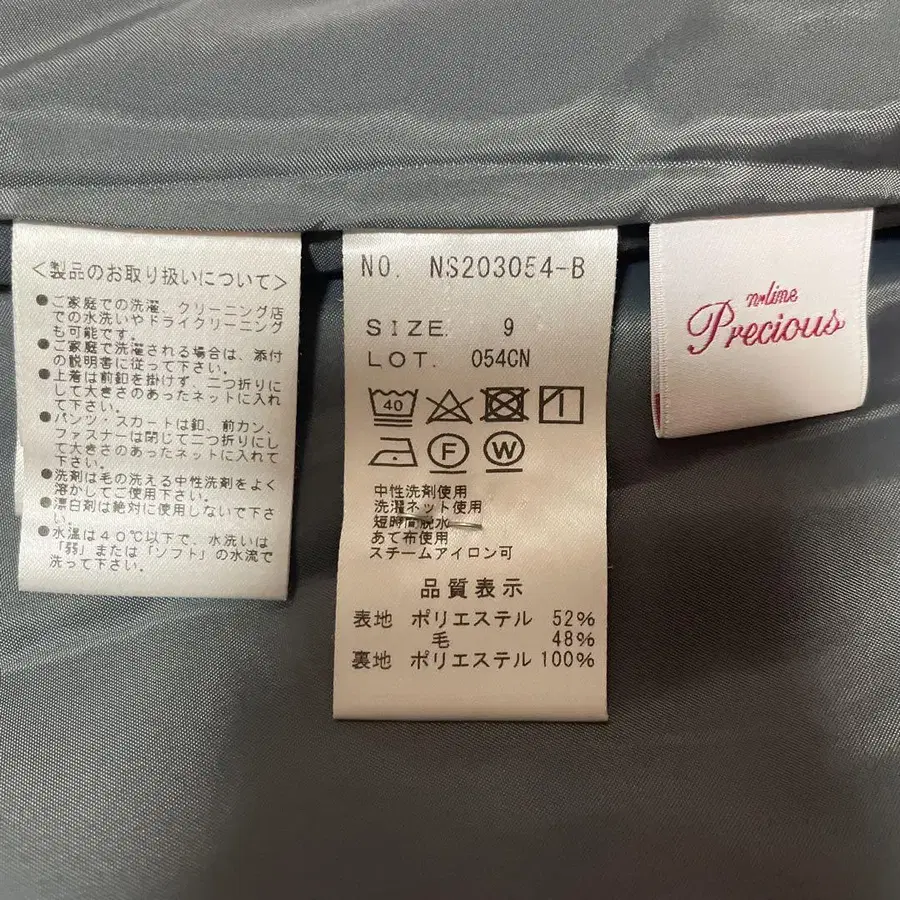 <製品のお取り扱いについて>
●ご家庭での洗濯、クリーニング店
での水洗いやドライクリーニング
も可能です。
●ご家庭で洗濯される場合は、添付
の説明書に従って下さい。
●上着は前釦を掛けず、二つ折りに
して大きさのあったネットに入れ
て下さい。
●パンツ・スカートは釦、前カン、
ファスナーは閉じて二つ折りにし
て大きさのあったネットに入れて
下さい。
●洗剤は毛の洗える中性洗剤をよく
溶かしてご使用下さい。
●漂白剤は絶対に使用しないで下さ
い。
●水温は40℃以下で、水洗いは
「弱」または「ソフト」の水流で
洗って下さい。
NO. NS203054-B
SIZE 9
LOT. 054CN
40
F W
中性洗剤使用
洗濯ネット使用
短時間脱水
あて布使用
スチームアイロン可
品質表示
表地 ポリエステル 52%
毛 48%
裏地 ポリエステル 100%
n•line
Precious